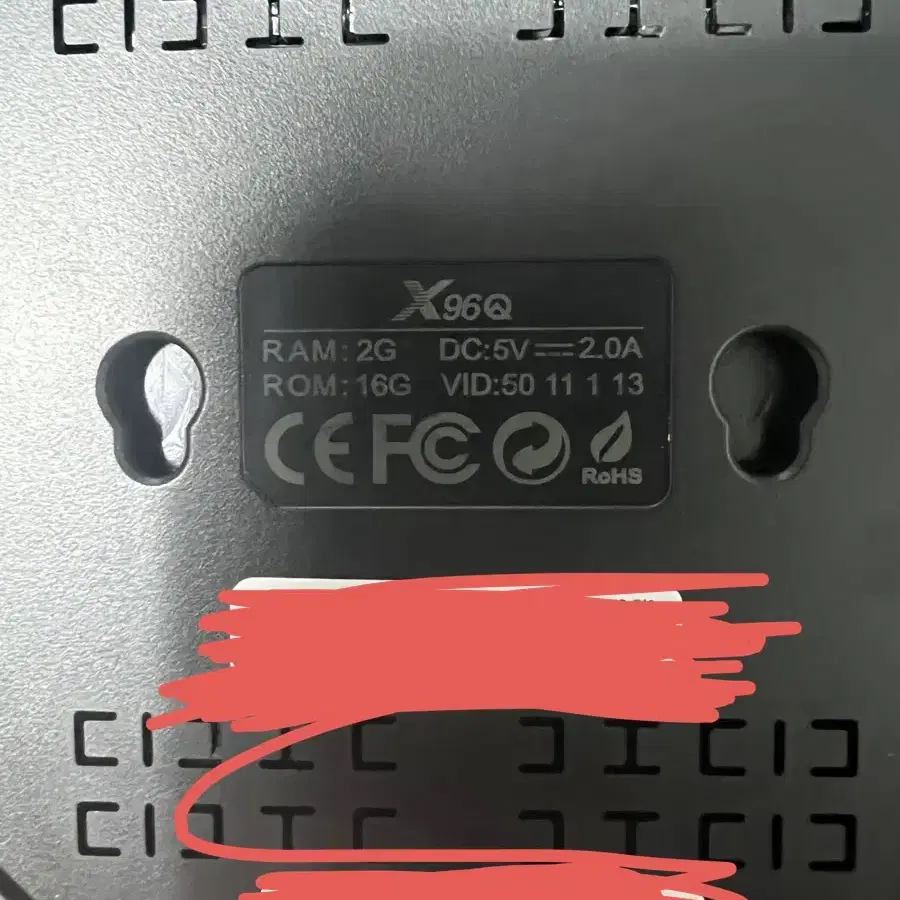 X96Q
RAM: 2G DC:5V⎓2.0A
ROM: 16G VID:50 11 1 13
CE FC
RoHS